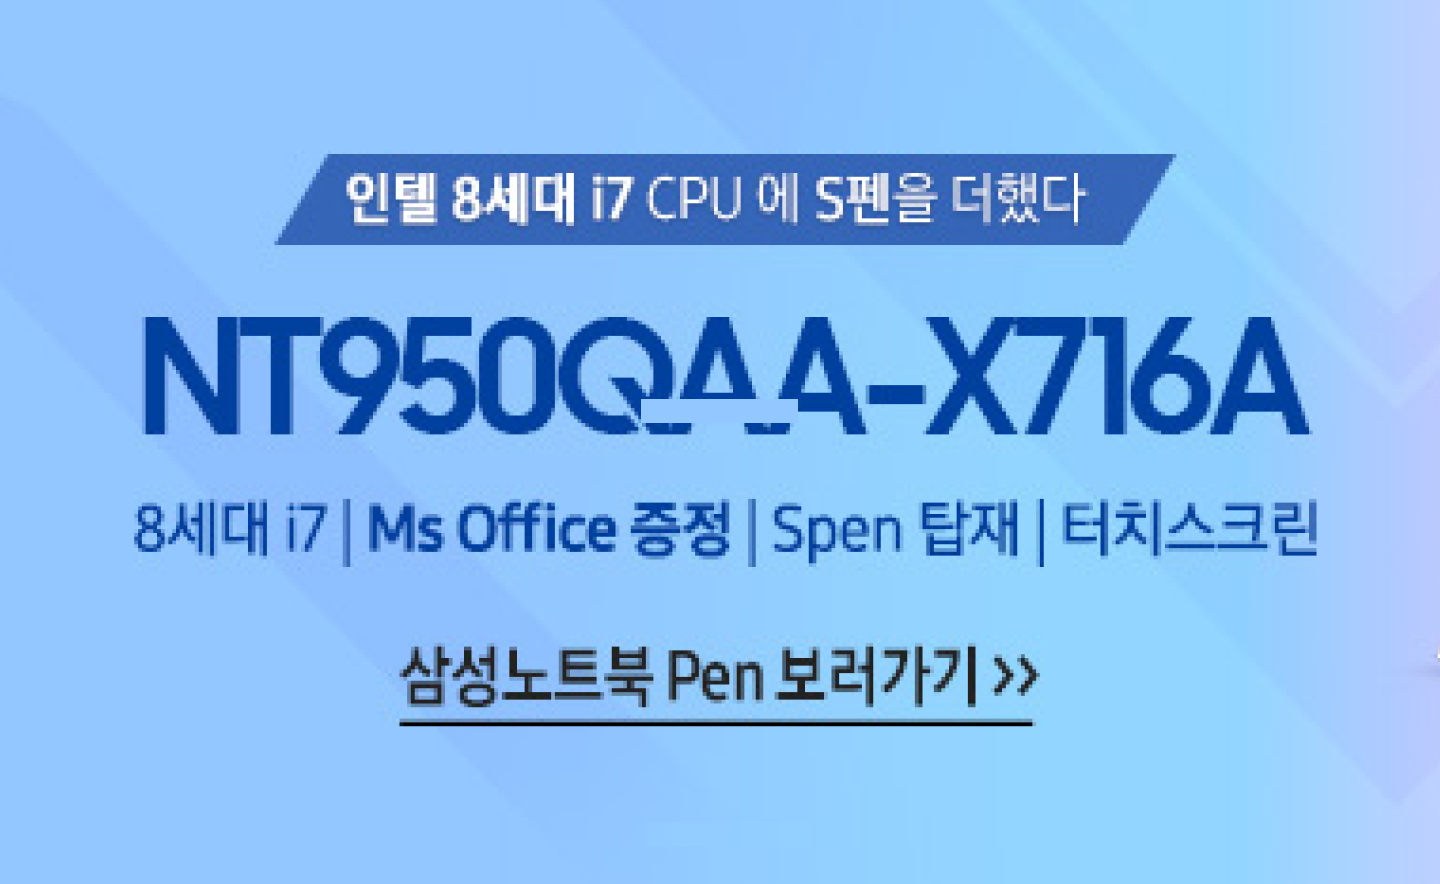 인텔 8세대 i7 CPU 에 S펜을 더했다
NT950QAA-X716A
8세대 i7 | Ms Office 증정 | Spen 탑재 | 터치스크린
삼성노트북 Pen 보러가기 >>